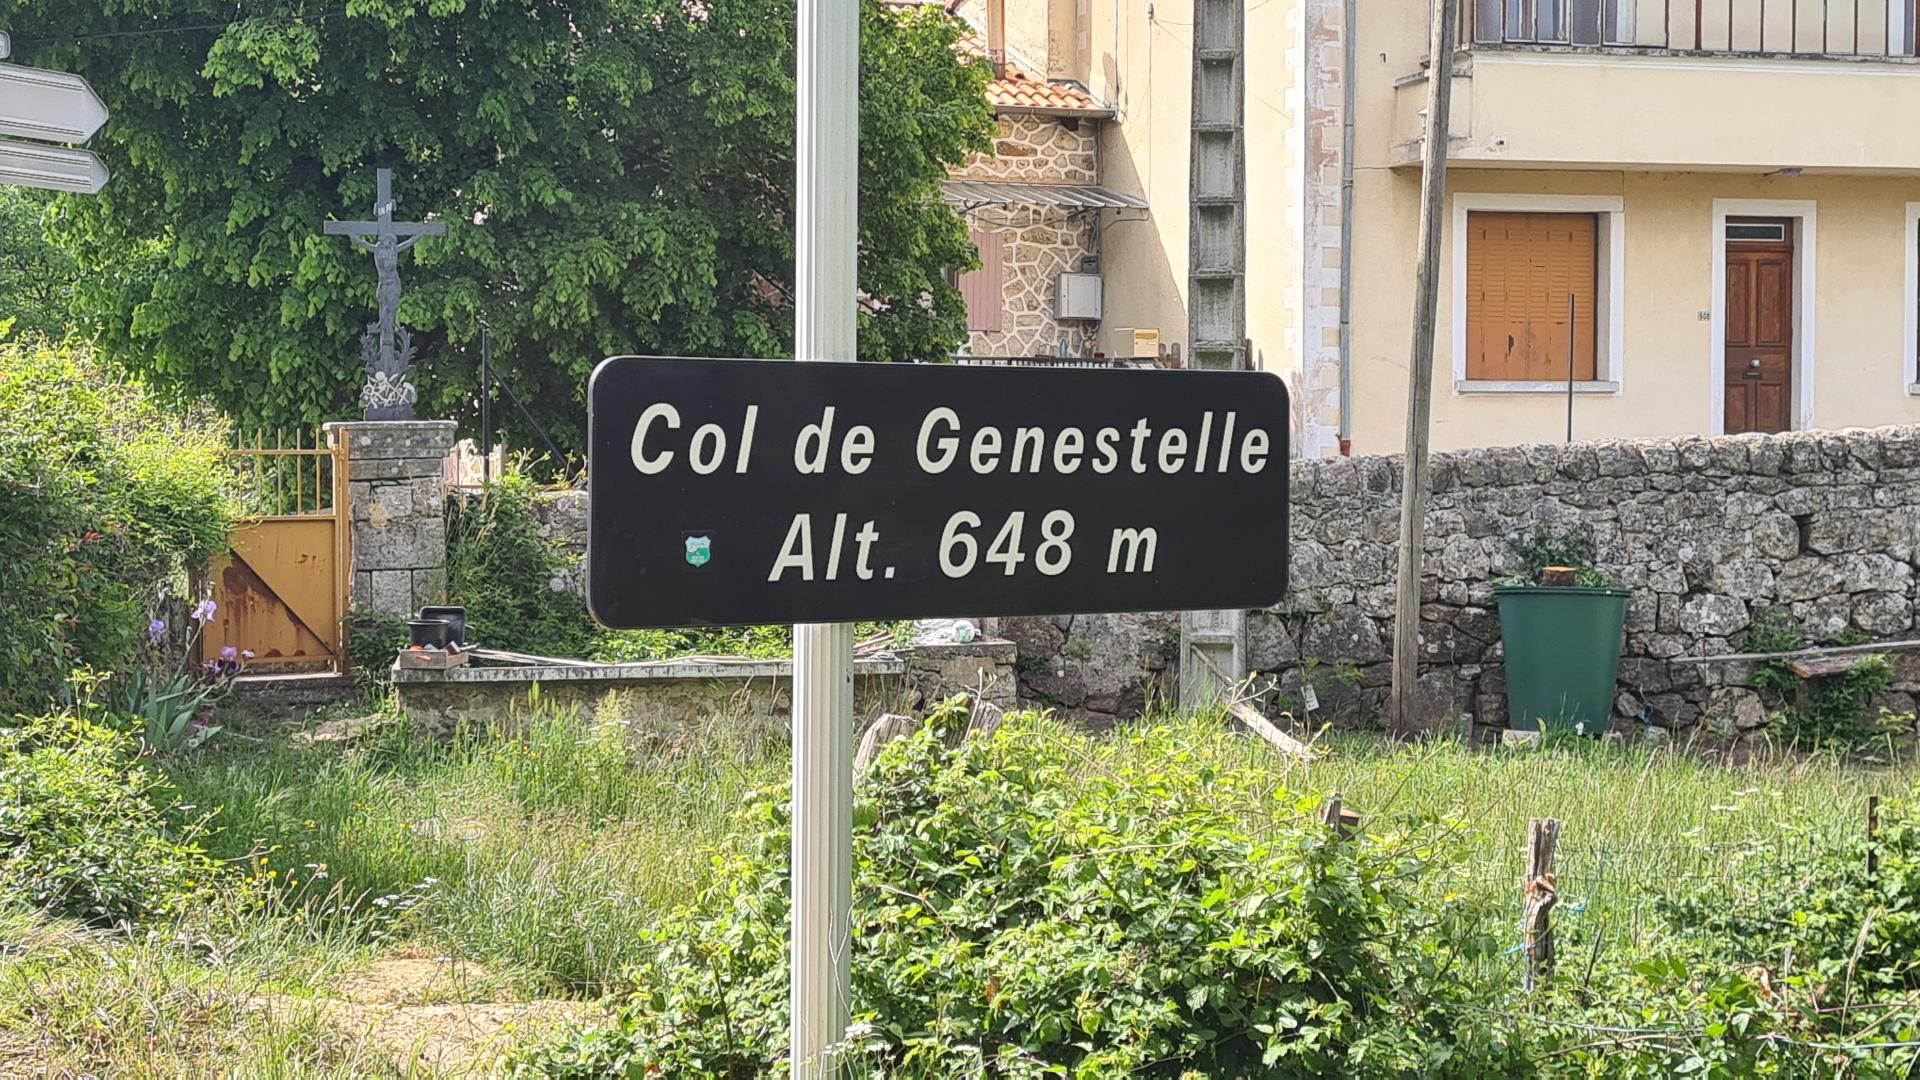 Col de Genestelle
Alt. 648 m